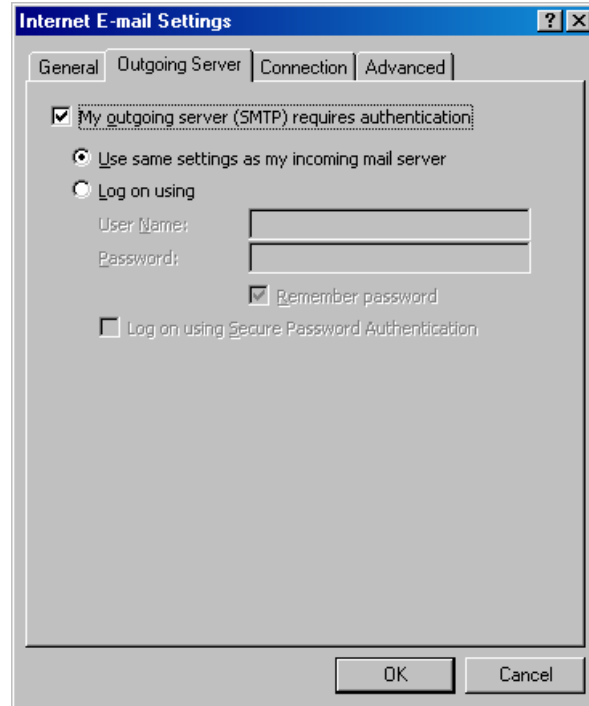 Internet E-mail Settings
General Outgoing Server Connection Advanced
My outgoing server (SMTP) requires authentication
Use same settings as my incoming mail server
Log on using
User Name:
Password:
Remember password
Log on using Secure Password Authentication
OK Cancel